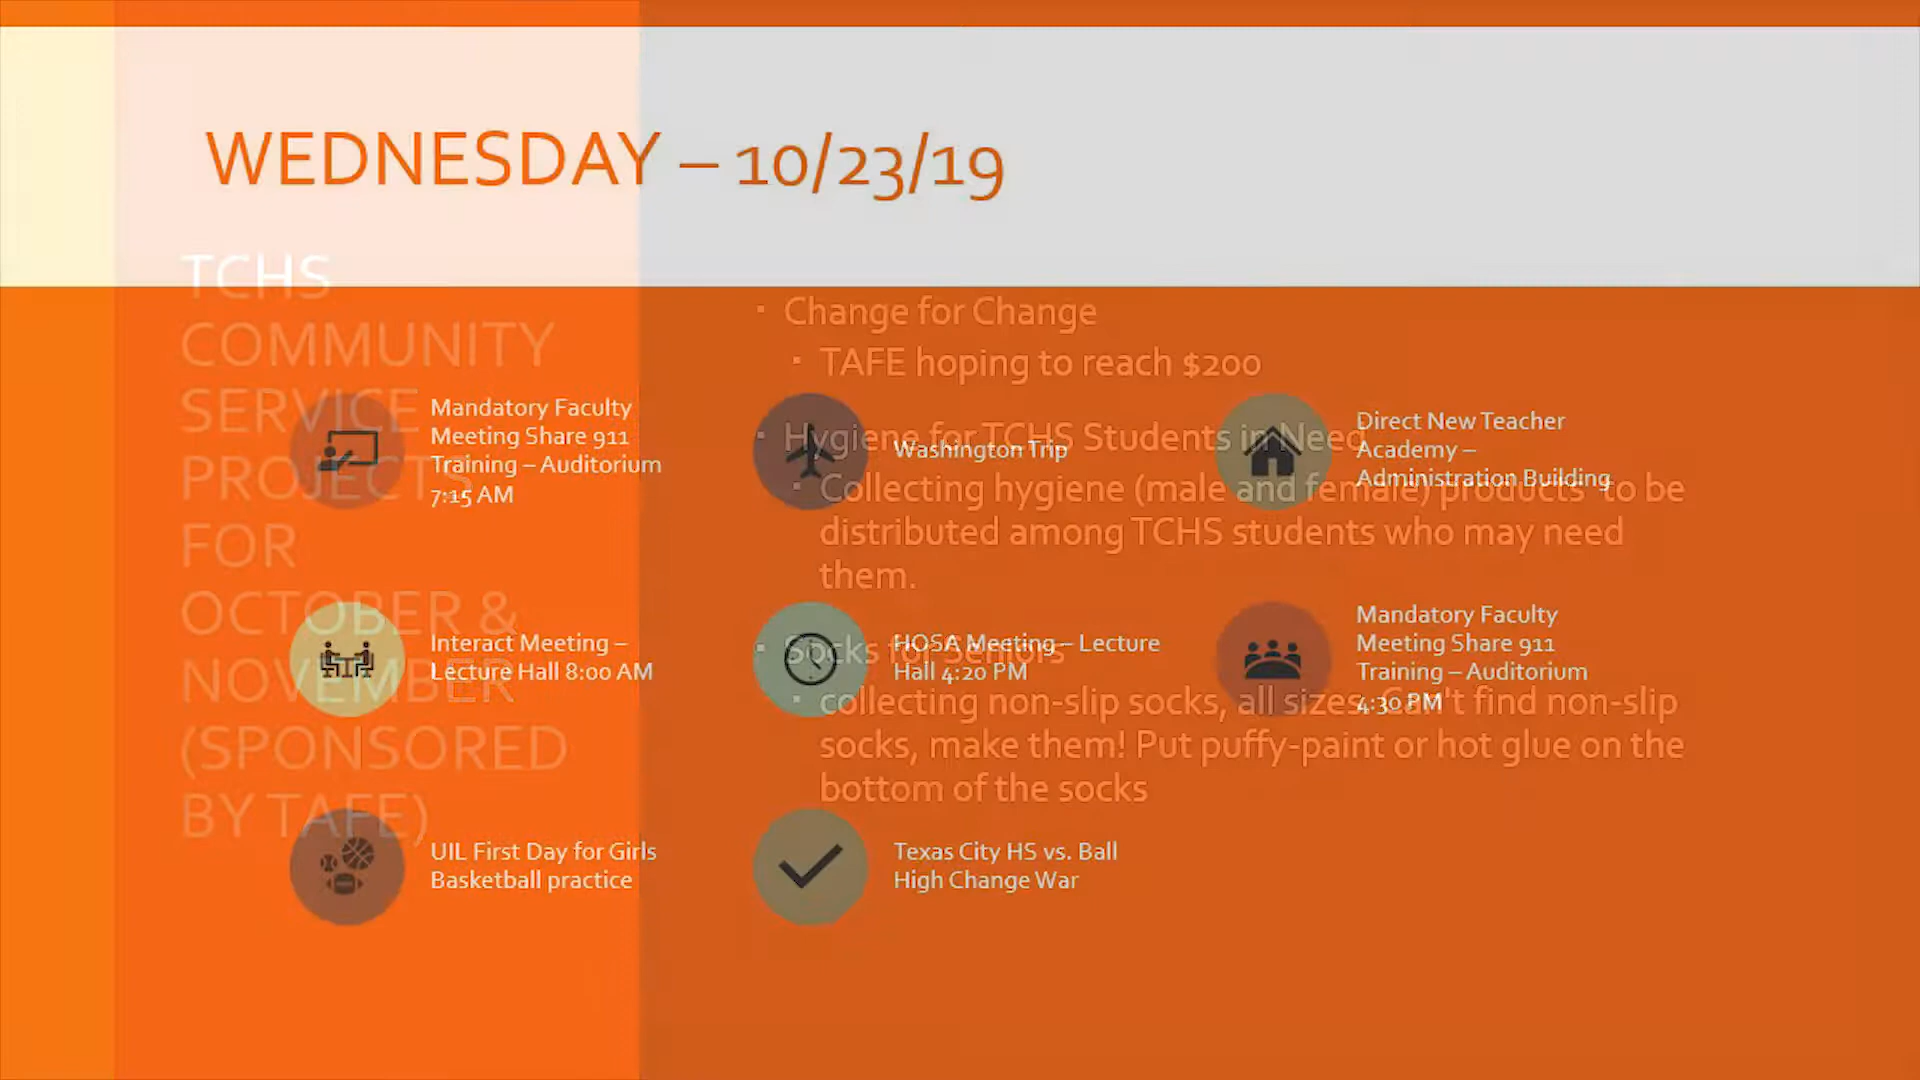 WEDNESDAY – 10/23/19
Mandatory Faculty
Meeting Share 911
Training – Auditorium
7:15 AM
Washington Trip
Direct New Teacher
Academy –
Administration Building
Interact Meeting –
Lecture Hall 8:00 AM
HOSA Meeting – Lecture
Hall 4:20 PM
Mandatory Faculty
Meeting Share 911
Training – Auditorium
4:30 PM
UIL First Day for Girls
Basketball practice
Texas City HS vs. Ball
High Change War
TCHS
COMMUNITY
SERVICE
PROJECTS
FOR
OCTOBER &
NOVEMBER
(SPONSORED
BY TAFE)
Change for Change
TAFE hoping to reach $200
Hygiene for TCHS Students in Need
Collecting hygiene (male and female) products to be
distributed among TCHS students who may need
them.
Socks for Seniors
collecting non-slip socks, all sizes. Can't find non-slip
socks, make them! Put puffy-paint or hot glue on the
bottom of the socks